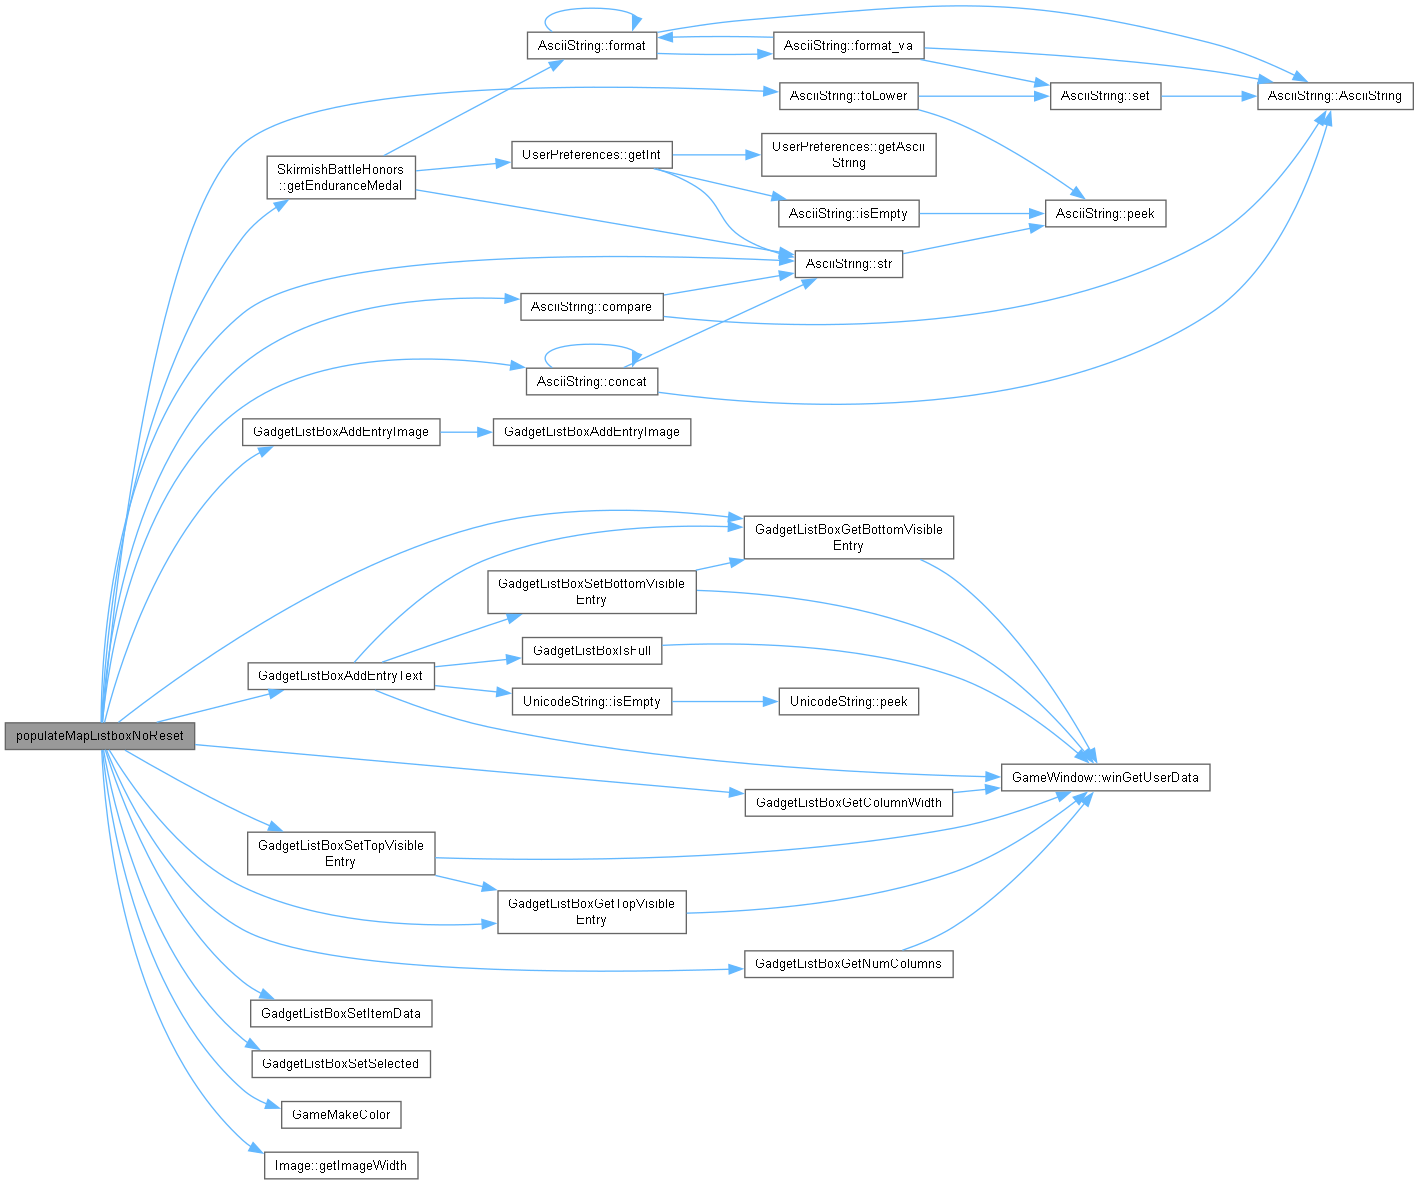 AsciiString::format
AsciiString::format_va
AsciiString::toLower
AsciiString::set
AsciiString::AsciiString
SkirmishBattleHonors
::getEnduranceMedal
UserPreferences::getInt
UserPreferences::getAscii
String
AsciiString::isEmpty
AsciiString::peek
AsciiString::str
AsciiString::compare
AsciiString::concat
GadgetListBoxAddEntryImage
GadgetListBoxAddEntryImage
GadgetListBoxGetBottomVisible
Entry
GadgetListBoxSetBottomVisible
Entry
GadgetListBoxIsFull
GadgetListBoxAddEntryText
UnicodeString::isEmpty
UnicodeString::peek
populateMapListboxNoReset
GameWindow::winGetUserData
GadgetListBoxGetColumnWidth
GadgetListBoxSetTopVisible
Entry
GadgetListBoxGetTopVisible
Entry
GadgetListBoxGetNumColumns
GadgetListBoxSetItemData
GadgetListBoxSetSelected
GameMakeColor
Image::getImageWidth